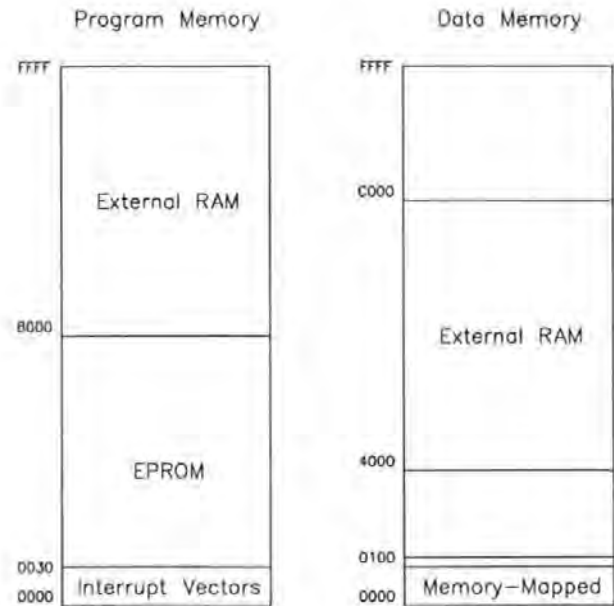 Program Memory
FFFF
External RAM
8000
EPROM
0030
Interrupt Vectors
0000
Data Memory
FFFF
C000
External RAM
4000
0100
Memory-Mapped
0000